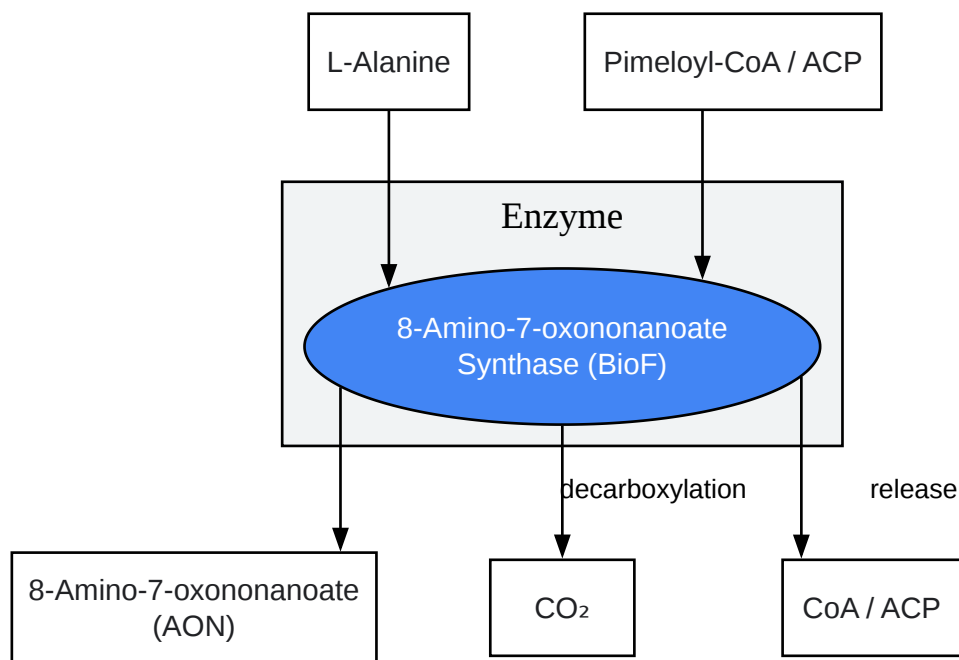 L-Alanine
Pimeloyl-CoA / ACP
Enzyme
8-Amino-7-oxononanoate
Synthase (BioF)
decarboxylation
release
8-Amino-7-oxononanoate
(AON)
CO₂
CoA / ACP